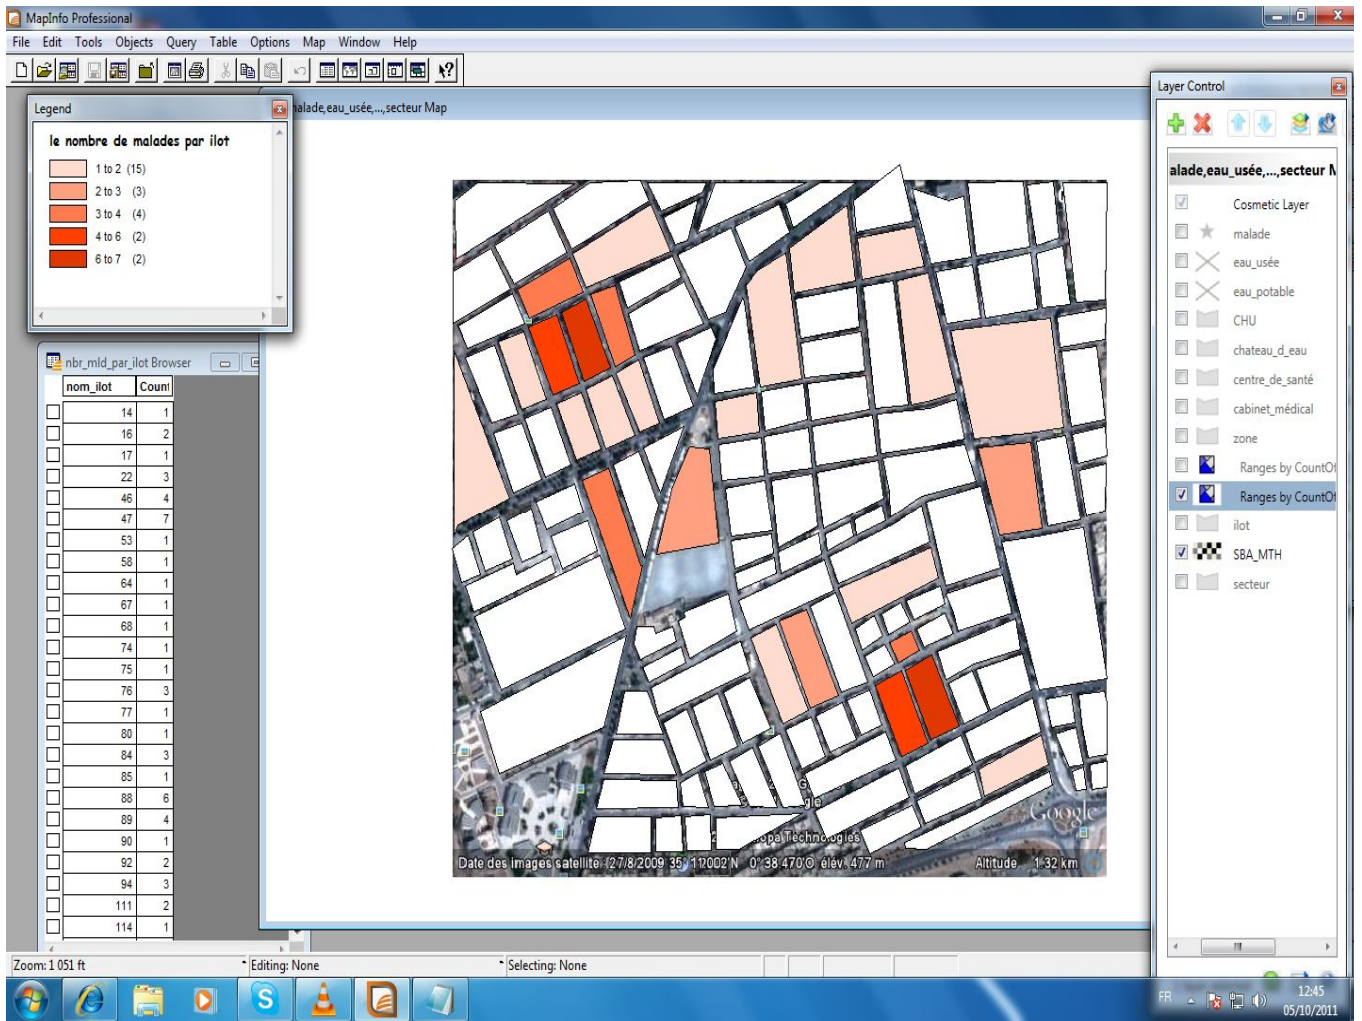 MapInfo Professional
File Edit Tools Objects Query Table Options Map Window Help
Legend
le nombre de malades par ilot
1 to 2 (15)
2 to 3 (3)
3 to 4 (4)
4 to 6 (2)
6 to 7 (2)
nalade,eau_usée,...,secteur Map
nbr_mld_par_ilot Browser
nom_ilot Count
14 1
16 2
17 1
22 3
46 4
47 7
53 1
58 1
64 1
67 1
68 1
74 1
75 1
76 3
77 1
80 1
84 3
85 1
88 6
89 4
90 1
92 2
94 3
111 2
114 1
Google
Date des images satellite
27/8/2009
0°38
élév. 477 m
Altitude 1.32 km
Layer Control
alade,eau_usée,...,secteur M
Cosmetic Layer
malade
eau_usée
eau_potable
CHU
chateau_d_eau
centre_de_santé
cabinet_médical
zone
Ranges by CountOf
Ranges by CountOf
ilot
SBA_MTH
secteur
Zoom: 1 051 ft Editing: None Selecting: None
FR
12:45
05/10/2011